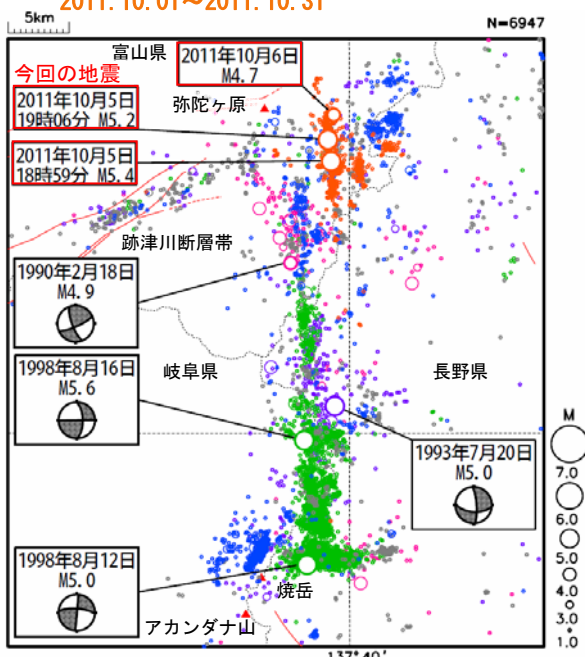 2011.10.01～2011.10.31
5km
N=6947
富山県
2011年10月6日
M4.7
今回の地震
弥陀ヶ原
2011年10月5日
19時06分 M5.2
2011年10月5日
18時59分 M5.4
跡津川断層帯
1990年2月18日
M4.9
1998年8月16日
M5.6
岐阜県
長野県
1993年7月20日
M5.0
1998年8月12日
M5.0
焼岳
アカンダナ山
M
7.0
6.0
5.0
4.0
3.0
1.0
137°40'